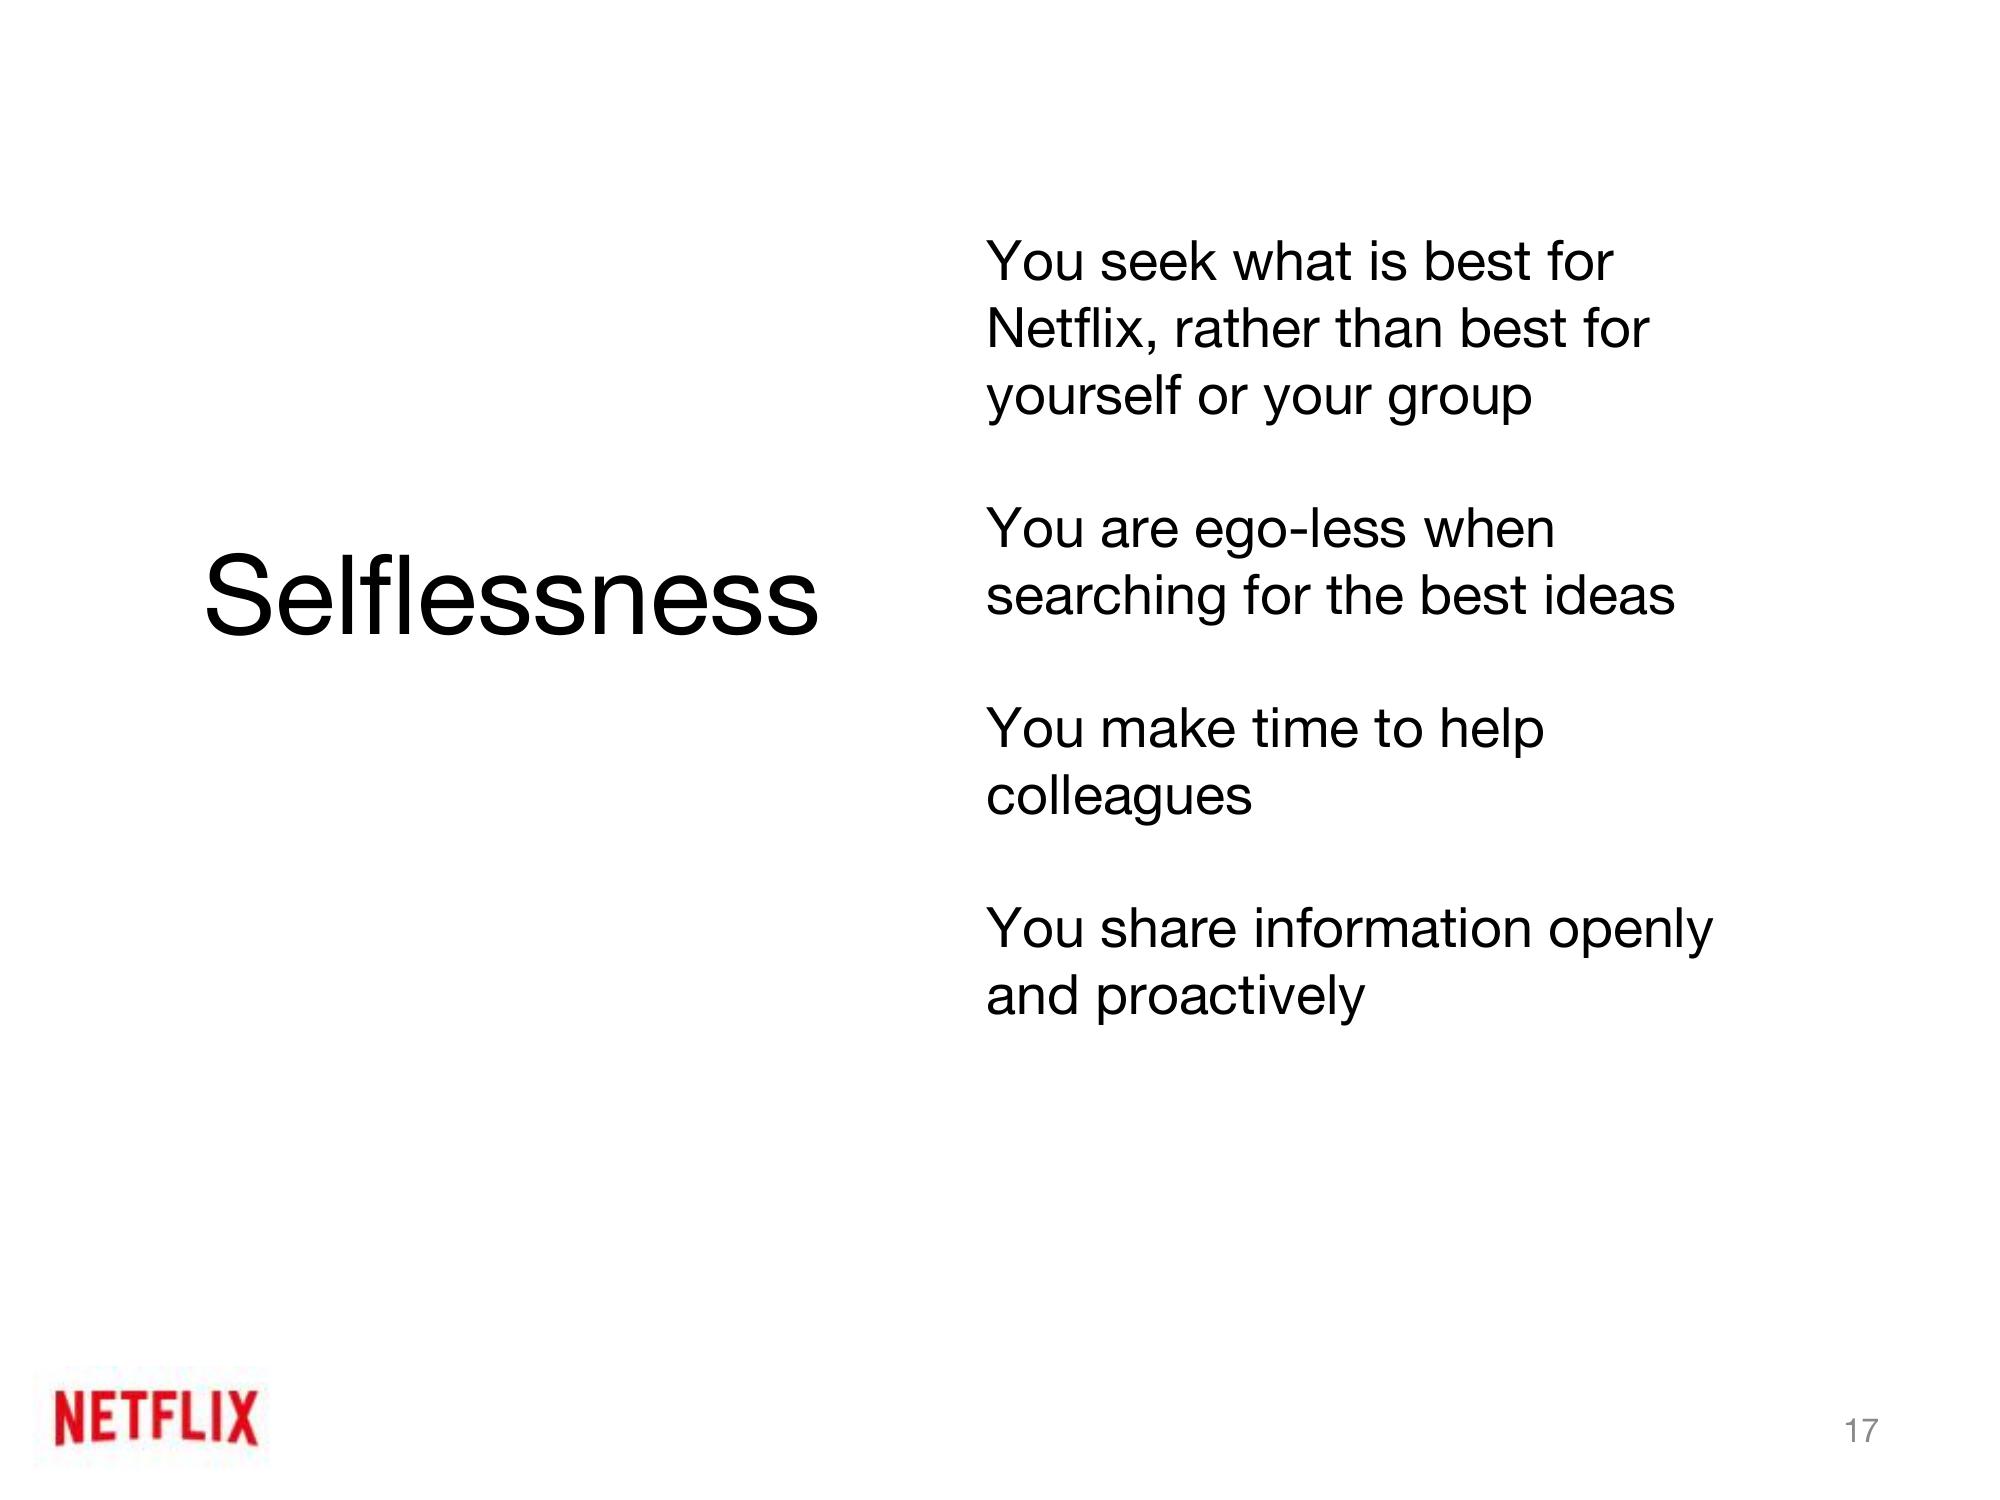 Selflessness
You seek what is best for
Netflix, rather than best for
yourself or your group
You are ego-less when
searching for the best ideas
You make time to help
colleagues
You share information openly
and proactively
NETFLIX
17